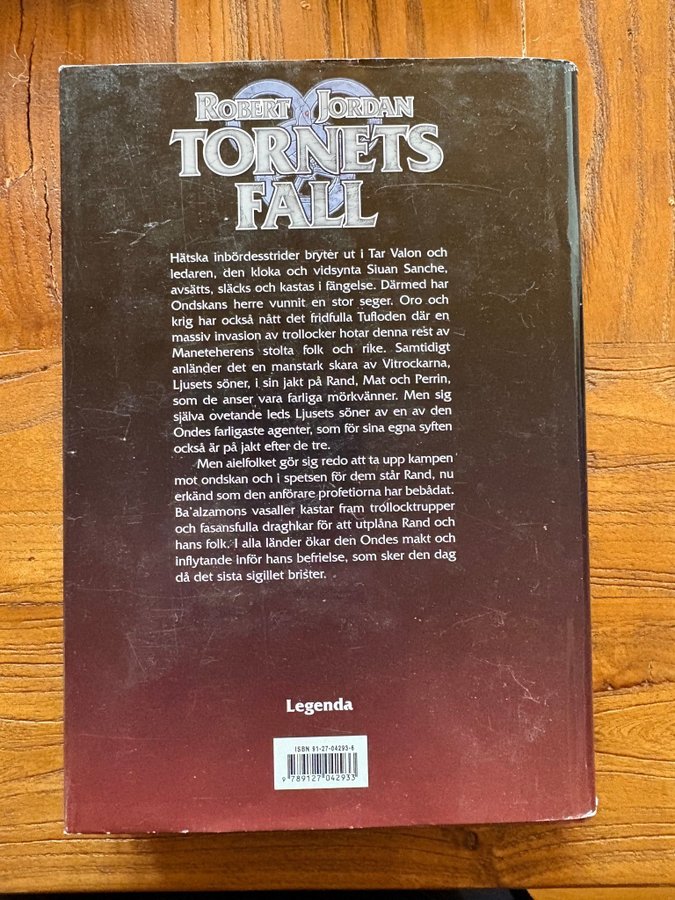 ROBERT JORDAN
TORNETS
FALL
Hätska inbördesstrider bryter ut i Tar Valon och
ledaren, den kloka och vidsynta Siuan Sanche,
avsätts, släcks och kastas i fängelse. Därmed har
Ondskans herre vunnit en stor seger. Oro och
krig har också nått det fridfulla Tufloden där en
massiv invasion av trollocker hotar denna rest av
Maneteherens stolta folk och rike. Samtidigt
anländer det en manstark skara av Vitrockarna,
Ljusets söner, i sin jakt på Rand, Mat och Perrin,
som de anser vara farliga mörkvänner. Men sig
själva ovetande leds Ljusets söner av en av den
Ondes farligaste agenter, som för sina egna syften
också är på jakt efter de tre.
Men aielfolket gör sig redo att ta upp kampen
mot ondskan och i spetsen för dem står Rand, nu
erkänd som den anförare profetiorna har bebådat.
Ba'alzamons vasaller kastar fram trollocktrupper
och fasansfulla draghkar för att utplåna Rand och
hans folk. I alla länder ökar den Ondes makt och
inflytande inför hans befrielse, som sker den dag
då det sista sigillet brister.
Legenda
ISBN 91-27-04293-6
9 789127 042933